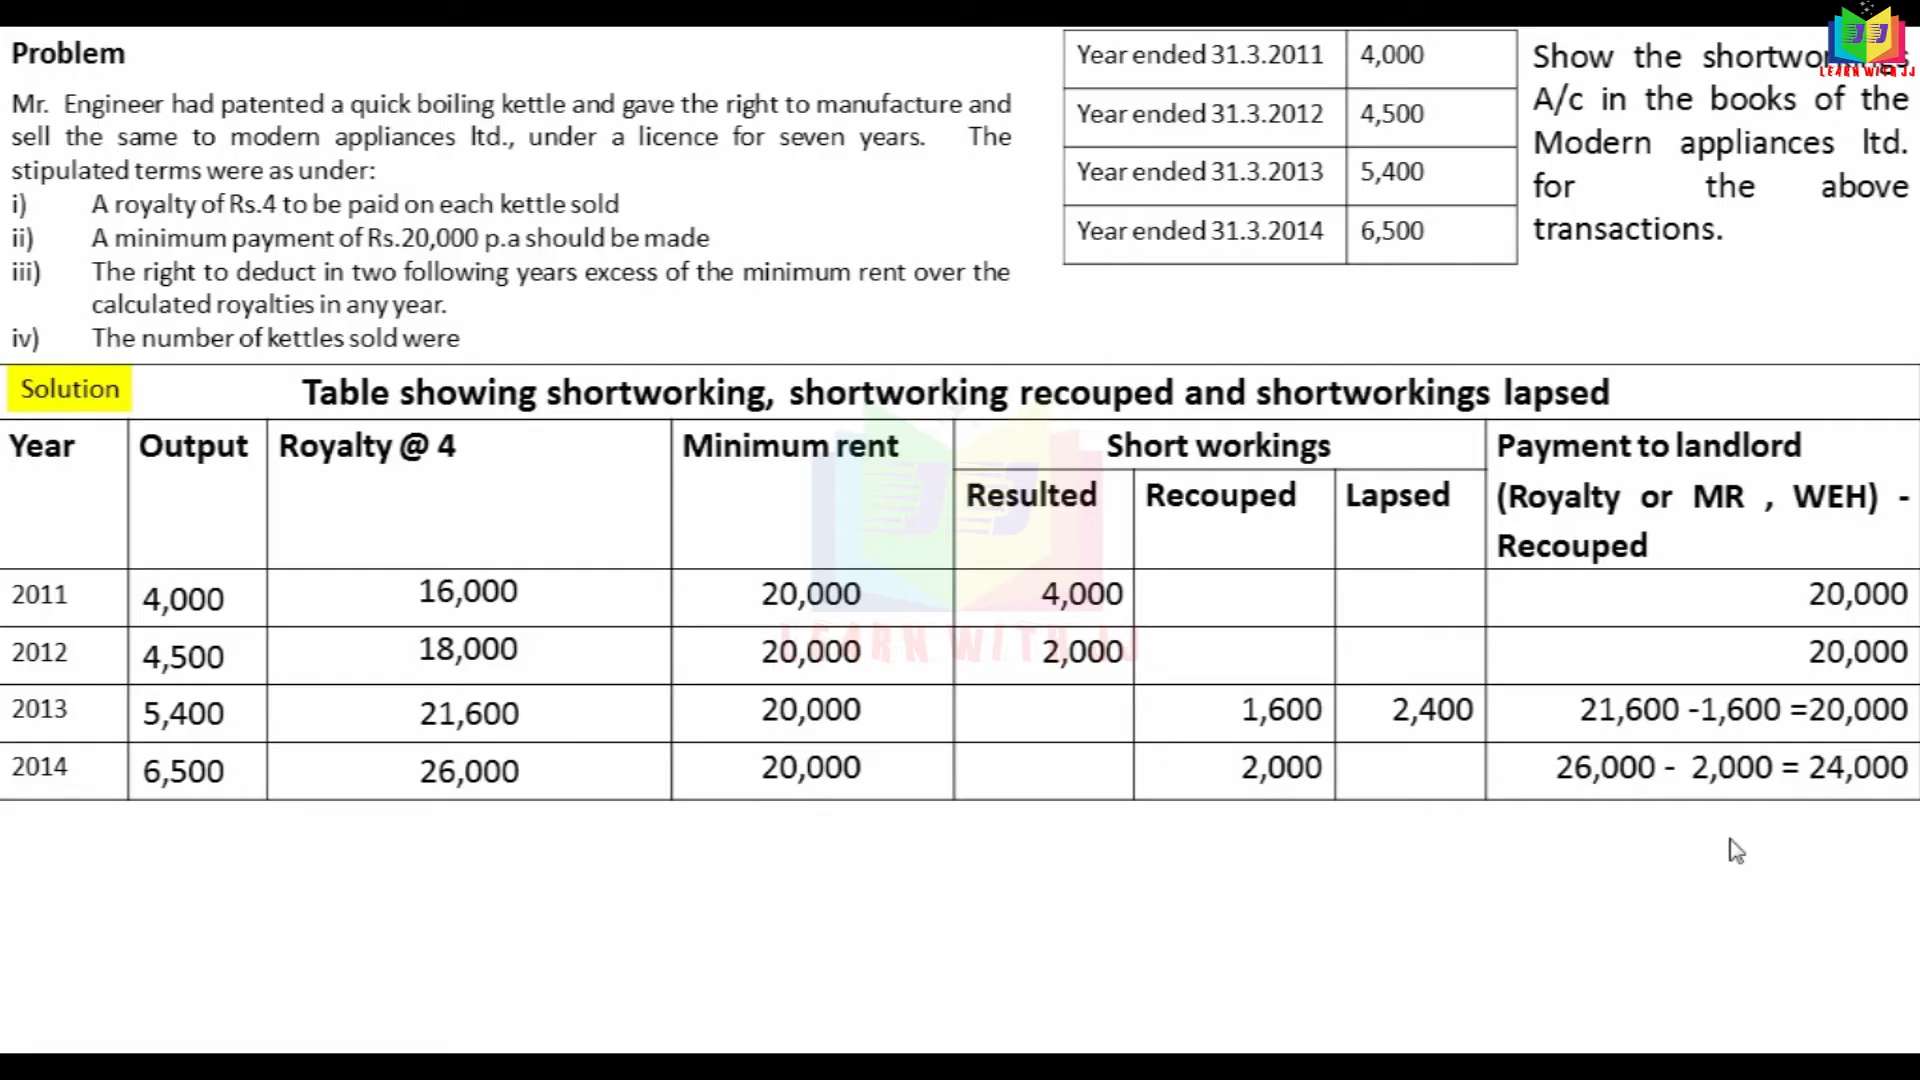 Problem
Mr. Engineer had patented a quick boiling kettle and gave the right to manufacture and
sell the same to modern appliances ltd., under a licence for seven years. The
stipulated terms were as under:
i) A royalty of Rs.4 to be paid on each kettle sold
ii) A minimum payment of Rs.20,000 p.a should be made
iii) The right to deduct in two following years excess of the minimum rent over the
calculated royalties in any year.
iv) The number of kettles sold were
Year ended 31.3.2011 4,000
Year ended 31.3.2012 4,500
Year ended 31.3.2013 5,400
Year ended 31.3.2014 6,500
Show the shortworkings
A/c in the books of the
Modern appliances ltd.
for the above
transactions.
JJ
LEARN WITH JJ
Solution
Table showing shortworking, shortworking recouped and shortworkings lapsed
Year Output Royalty @ 4 Minimum rent Short workings Payment to landlord
Resulted Recouped Lapsed (Royalty or MR , WEH) -
Recouped
2011 4,000 16,000 20,000 4,000 20,000
2012 4,500 18,000 20,000 2,000 20,000
2013 5,400 21,600 20,000 1,600 2,400 21,600 -1,600 =20,000
2014 6,500 26,000 20,000 2,000 26,000 - 2,000 = 24,000
JJ
LEARN WITH JJ